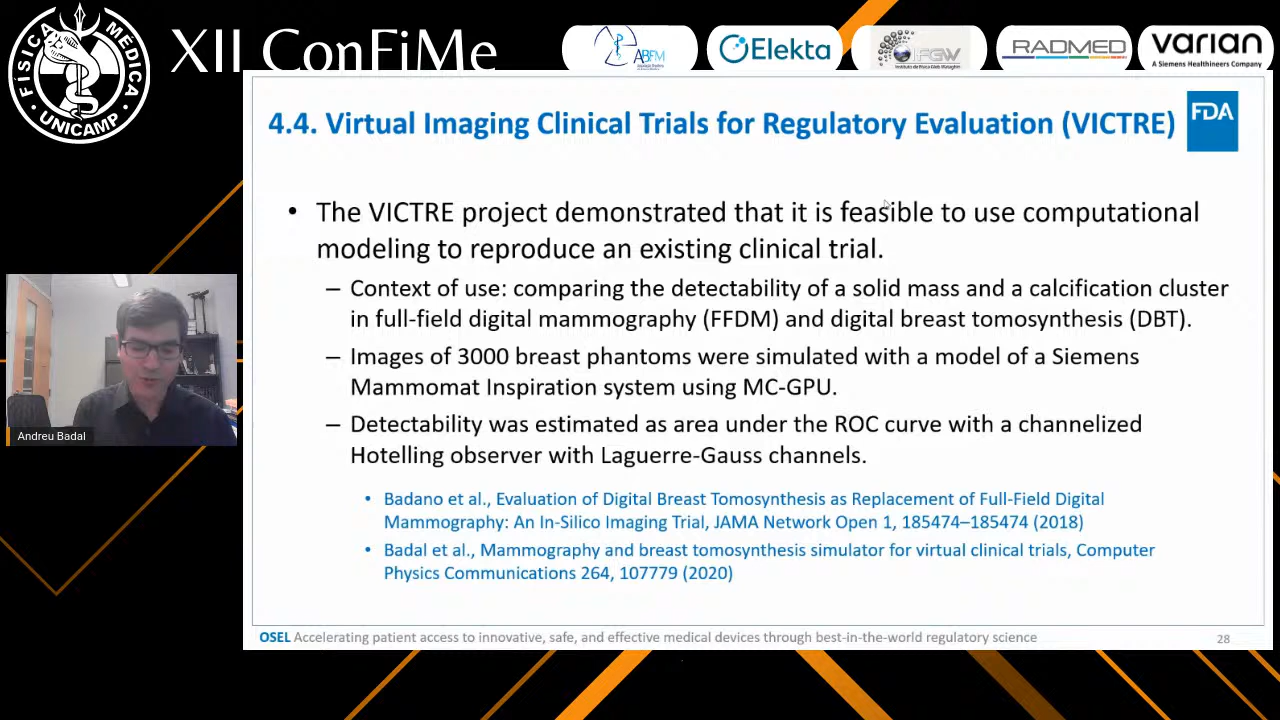 FÍSICA MÉDICA
UNICAMP
XII ConFiMe
ABFM
Elekta
IFGW
RADMED
varian
A Siemens Healthineers Company
4.4. Virtual Imaging Clinical Trials for Regulatory Evaluation (VICTRE)
FDA
• The VICTRE project demonstrated that it is feasible to use computational
modeling to reproduce an existing clinical trial.
– Context of use: comparing the detectability of a solid mass and a calcification cluster
in full-field digital mammography (FFDM) and digital breast tomosynthesis (DBT).
– Images of 3000 breast phantoms were simulated with a model of a Siemens
Mammomat Inspiration system using MC-GPU.
– Detectability was estimated as area under the ROC curve with a channelized
Hotelling observer with Laguerre-Gauss channels.
• Badano et al., Evaluation of Digital Breast Tomosynthesis as Replacement of Full-Field Digital
Mammography: An In-Silico Imaging Trial, JAMA Network Open 1, 185474–185474 (2018)
• Badal et al., Mammography and breast tomosynthesis simulator for virtual clinical trials, Computer
Physics Communications 264, 107779 (2020)
Andreu Badal
OSEL Accelerating patient access to innovative, safe, and effective medical devices through best-in-the-world regulatory science
28